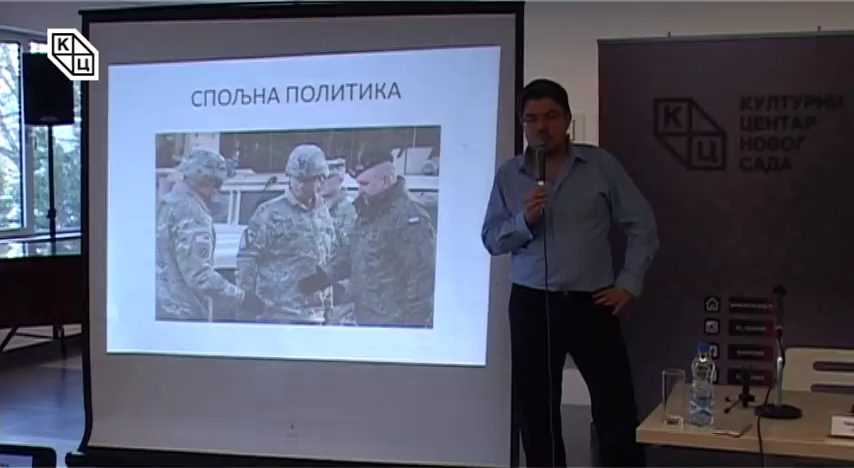 КЦ
СПОЉНА ПОЛИТИКА
КЦ
КУЛТУРНИ
ЦЕНТАР
НОВОГ
САДА